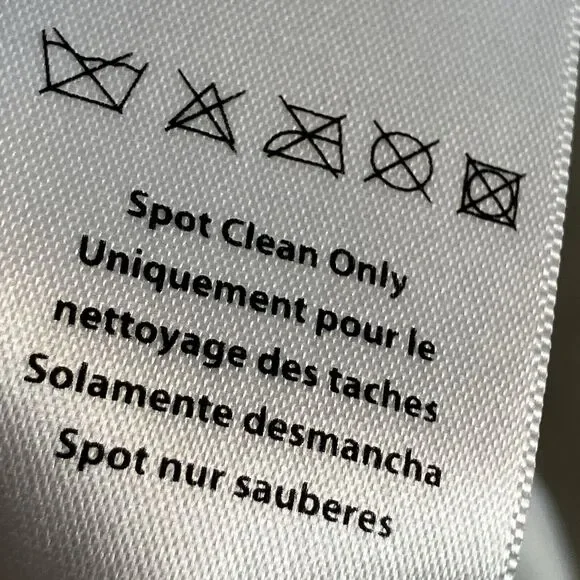 Spot Clean Only
Uniquement pour le
nettoyage des taches
Solamente desmancha
Spot nur sauberes